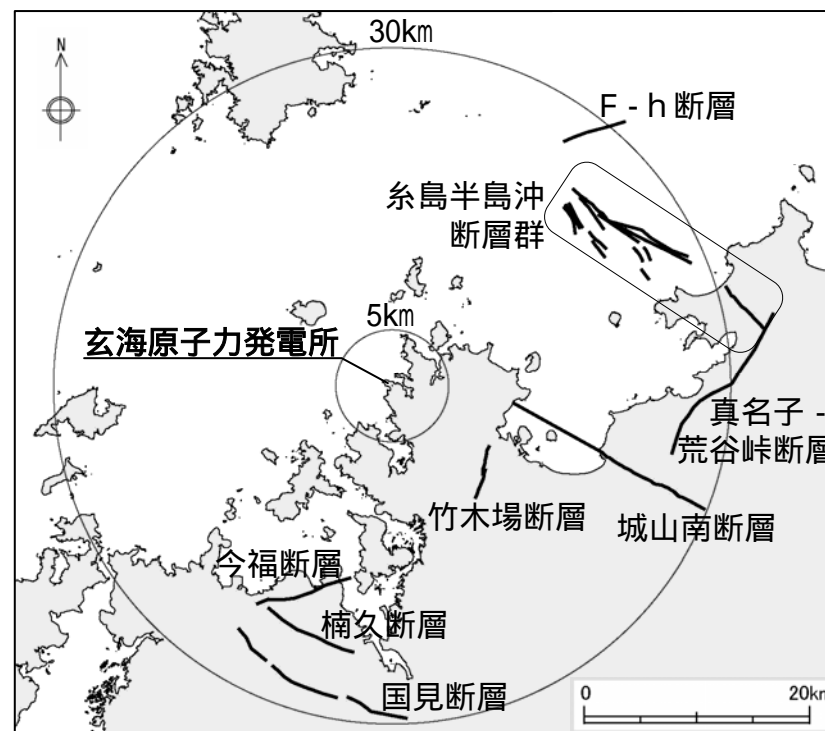 30km
N
F - h 断層
糸島半島沖
断層群
5km
玄海原子力発電所
真名子 -
荒谷峠断層
竹木場断層
城山南断層
今福断層
楠久断層
国見断層
0
20km